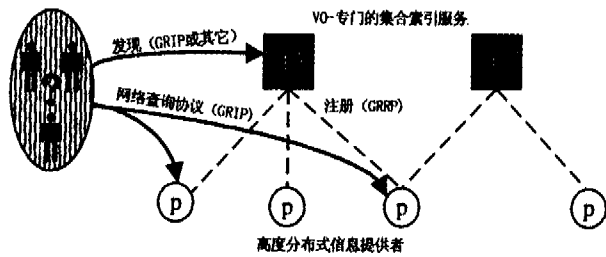 VO-专门的集合索引服务
发现（GRIP或其它）
网络查询协议（GRIP）
注册（GRRP）
p
p
p
p
高度分布式信息提供者